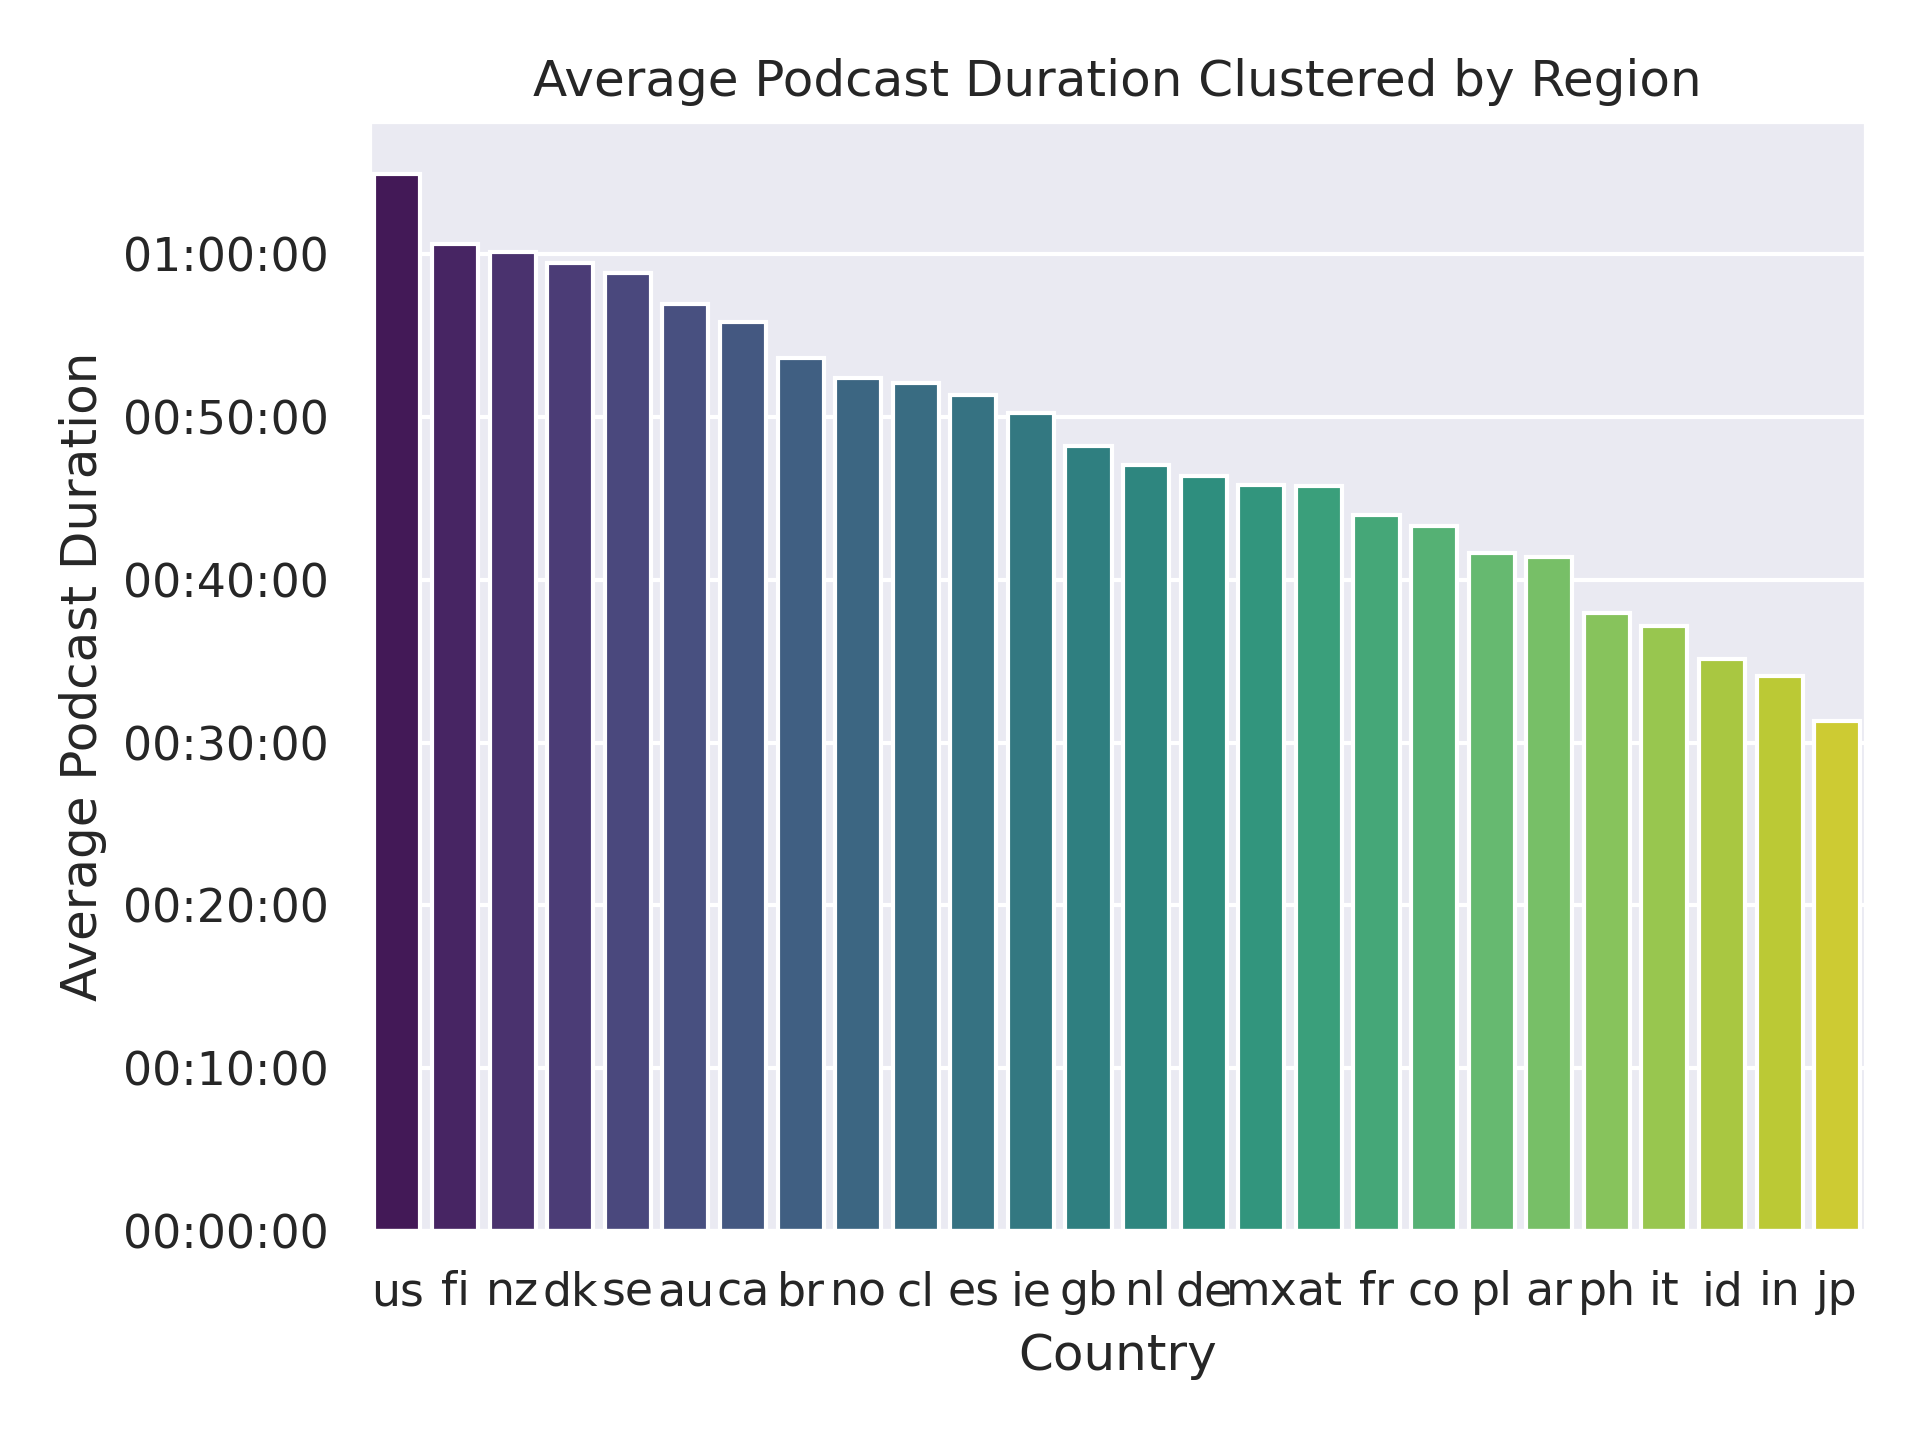 Average Podcast Duration Clustered by Region
Average Podcast Duration
01:00:00
00:50:00
00:40:00
00:30:00
00:20:00
00:10:00
00:00:00
us fi nz dk se au ca br no cl es ie gb nl de mx at fr co pl ar ph it id in jp
Country